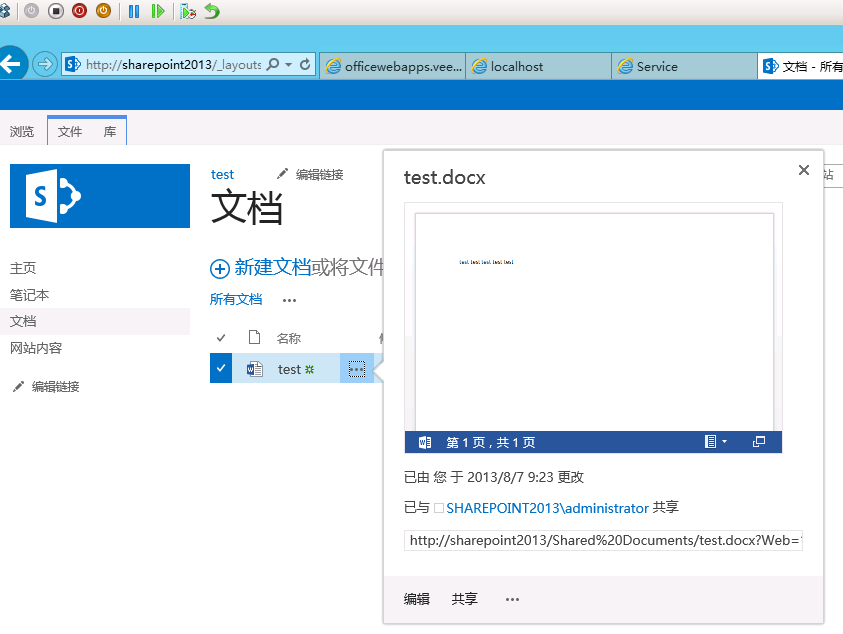 http://sharepoint2013/_layouts
officewebapps.vee...
localhost
Service
文档 - 所有
浏览
文件
库
站
test
编辑链接
文档
新建文档或将文件
所有文档 ...
名称
test
主页
笔记本
文档
网站内容
编辑链接
test.docx
test test test test test
第 1 页 , 共 1 页
已由 您 于 2013/8/7 9:23 更改
已与 SHAREPOINT2013\administrator 共享
http://sharepoint2013/Shared%20Documents/test.docx?Web=
编辑 共享 ...